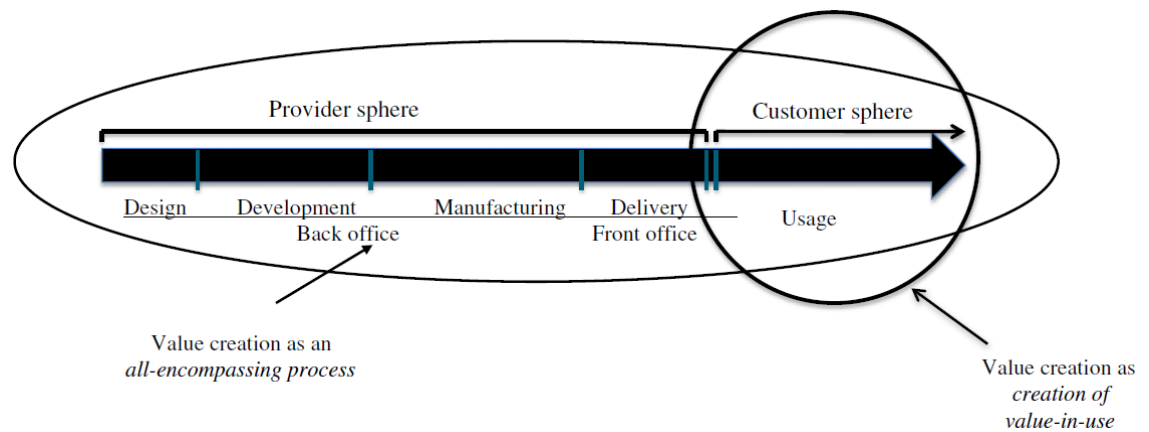 Provider sphere
Customer sphere
Design Development Manufacturing Delivery
Usage
Back office Front office
Value creation as an
all-encompassing process
Value creation as
creation of
value-in-use